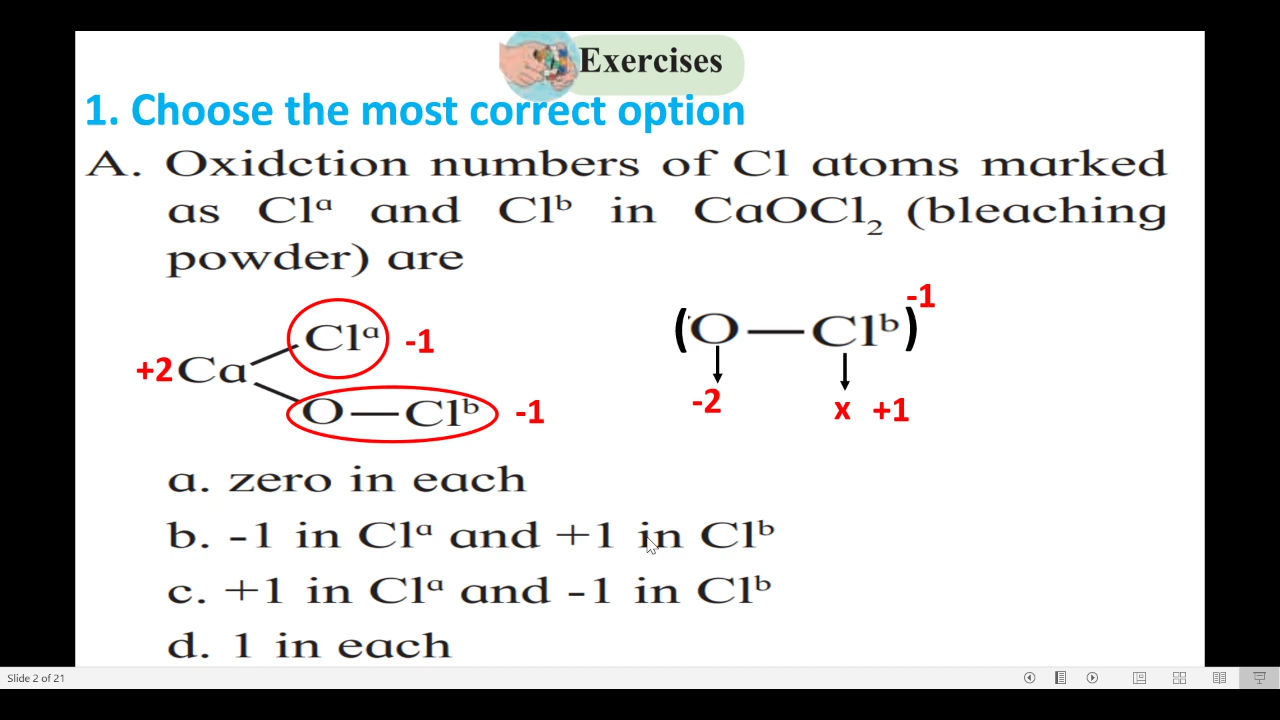 Exercises
1. Choose the most correct option
A. Oxidction numbers of Cl atoms marked
as Clᵃ and Clᵇ in CaOCl₂ (bleaching
powder) are
Clᵃ -1
+2 Ca
O — Clᵇ -1
(O — Clᵇ)-1
-2 x +1
a. zero in each
b. -1 in Clᵃ and +1 in Clᵇ
c. +1 in Clᵃ and -1 in Clᵇ
d. 1 in each
Slide 2 of 21